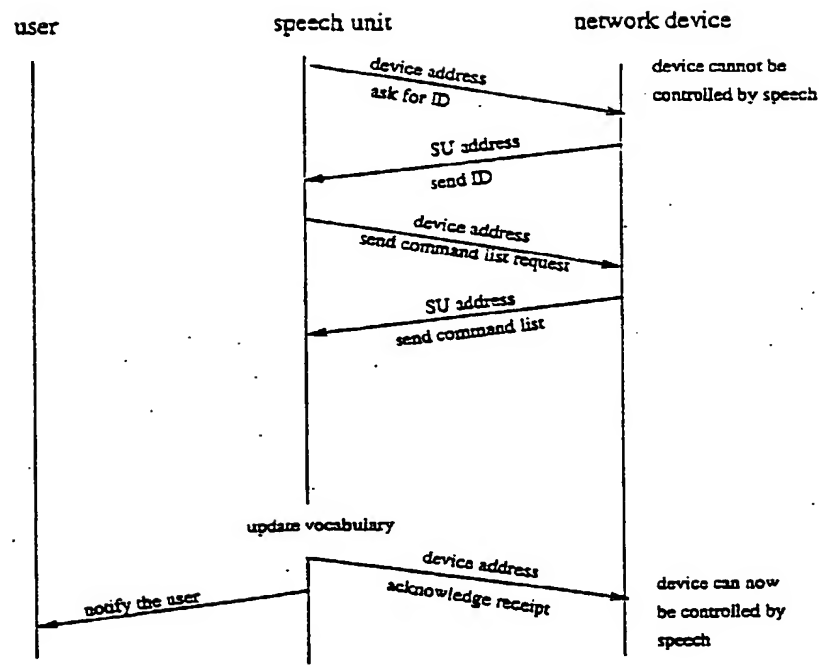 user
speech unit
network device
device address
ask for ID
device cannot be
controlled by speech
SU address
send ID
device address
send command list request
SU address
send command list
update vocabulary
device address
acknowledge receipt
notify the user
device can now
be controlled by
speech